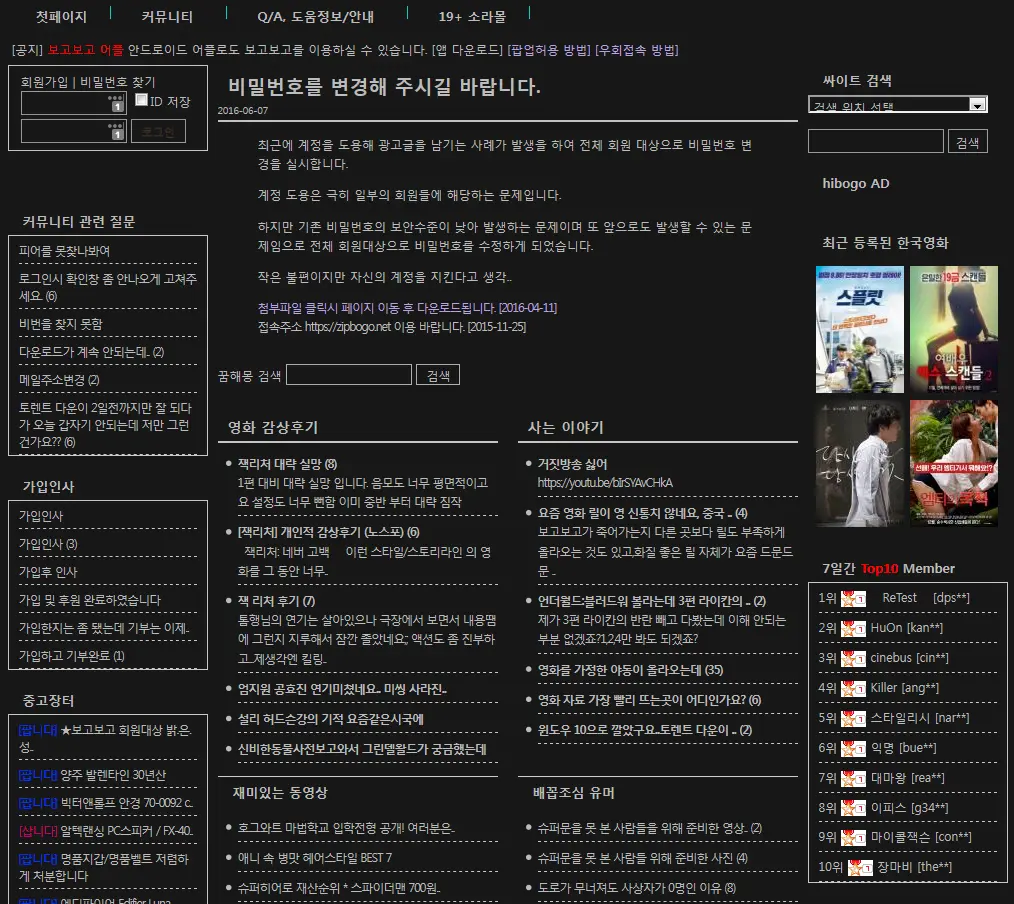 첫페이지
커뮤니티
Q/A, 도움정보/안내
19+ 소라몰
[공지] 보고보고 어플 안드로이드 어플로도 보고보고를 이용하실 수 있습니다. [앱 다운로드] [팝업허용 방법] [우회접속 방법]
회원가입 | 비밀번호 찾기
ID 저장
로그인
커뮤니티 관련 질문
피어를 못찾나봐여
로그인시 확인창 좀 안나오게 고쳐주
세요. (6)
비번을 찾지 못함
다운로드가 계속 안되는데.. (2)
메일주소변경 (2)
토렌트 다운이 2일전까지만 잘 되다
가 오늘 갑자기 안되는데 저만 그런
건가요?? (6)
가입인사
가입인사
가입인사 (3)
가입후 인사
가입 및 후원 완료하였습니다
가입한지는 좀 됐는데 기부는 이제..
가입하고 기부완료 (1)
중고장터
[팝니다] ★보고보고 회원대상 밝.은.
성..
[팝니다] 양주 발렌타인 30년산
[팝니다] 빅터앤롤프 안경 70-0092 c..
[삽니다] 알텍랜싱 PC스피커 / FX-40..
[팝니다] 명품지갑/명품벨트 저렴하
게 처분합니다
[팝니다] 에디파이어 Edifier Luna
비밀번호를 변경해 주시길 바랍니다.
2016-06-07
최근에 계정을 도용해 광고글을 남기는 사례가 발생을 하여 전체 회원 대상으로 비밀번호 변
경을 실시합니다.
계정 도용은 극히 일부의 회원들에 해당하는 문제입니다.
하지만 기존 비밀번호의 보안수준이 낮아 발생하는 문제이며 또 앞으로도 발생할 수 있는 문
제임으로 전체 회원대상으로 비밀번호를 수정하게 되었습니다.
작은 불편이지만 자신의 계정을 지킨다고 생각..
첨부파일 클릭시 페이지 이동 후 다운로드됩니다. [2016-04-11]
접속주소 https://zipbogo.net 이용 바랍니다. [2015-11-25]
꿈해몽 검색
검색
영화 감상후기
잭리처 대략 실망 (8)
1편 대비 대략 실망 입니다. 음모도 너무 평면적이고
요 설정도 너무 뻔함 이미 중반 부터 대략 짐작
[잭리처] 개인적 감상후기 (노스포) (6)
잭리처: 네버 고백 이런 스타일/스토리라인 의 영
화를 그 동안 너무..
잭 리처 후기 (7)
톰행님의 연기는 살아있으나 극장에서 보면서 내용땜
에 그런지 지루해서 잠깐 졸았네요; 액션도 좀 진부하
고...제생각엔 킬링..
엄지원 공효진 연기미쳤네요.. 미씽 사라진..
설리 허드슨강의 기적 요즘같은시국에
신비한동물사전보고와서 그린델왈드가 궁금했는데
사는 이야기
거짓방송 싫어
https://youtu.be/bIrSYAvCHkA
요즘 영화 릴이 영 신통치 않네요, 중국 .. (4)
보고보고가 죽어가는지 다른 곳보다 릴도 부족하게
올라오는 것도 있고,화질 좋은 릴 자체가 요즘 드문드
문 ..
언더월드:블러드워 볼라는데 3편 라이칸의 .. (2)
제가 3편 라이칸의 반란 빼고 다봤는데 이해 안되는
부분 없겠죠?1,2,4만 봐도 되겠죠?
영화를 가정한 야동이 올라오는데 (35)
영화 자료 가장 빨리 뜨는곳이 어디인가요? (6)
윈도우 10으로 깔았구요..토렌트 다운이 .. (2)
재미있는 동영상
호그와트 마법학교 입학전형 공개! 여러분은..
애니 속 병맛 헤어스타일 BEST 7
슈퍼히어로 재산순위 * 스파이더맨 700원..
배꼽조심 유머
슈퍼문을 못 본 사람들을 위해 준비한 영상.. (2)
슈퍼문을 못 본 사람들을 위해 준비한 사진 (4)
도로가 무너져도 사상자가 0명인 이유 (8)
싸이트 검색
검색 위치 선택
검색
hibogo AD
최근 등록된 한국영화
스플릿
은밀한 19금 스캔들
여배우
섹스 스캔들 2
선배! 우리 엠티가서 뭐해요!?
7일간 Top10 Member
1위 ReTest [dps**]
2위 HuOn [kan**]
3위 cinebus [cin**]
4위 Killer [ang**]
5위 스타일리시 [nar**]
6위 익명 [bue**]
7위 대마왕 [rea**]
8위 이피스 [g34**]
9위 마이콜잭슨 [con**]
10위 장마비 [the**]